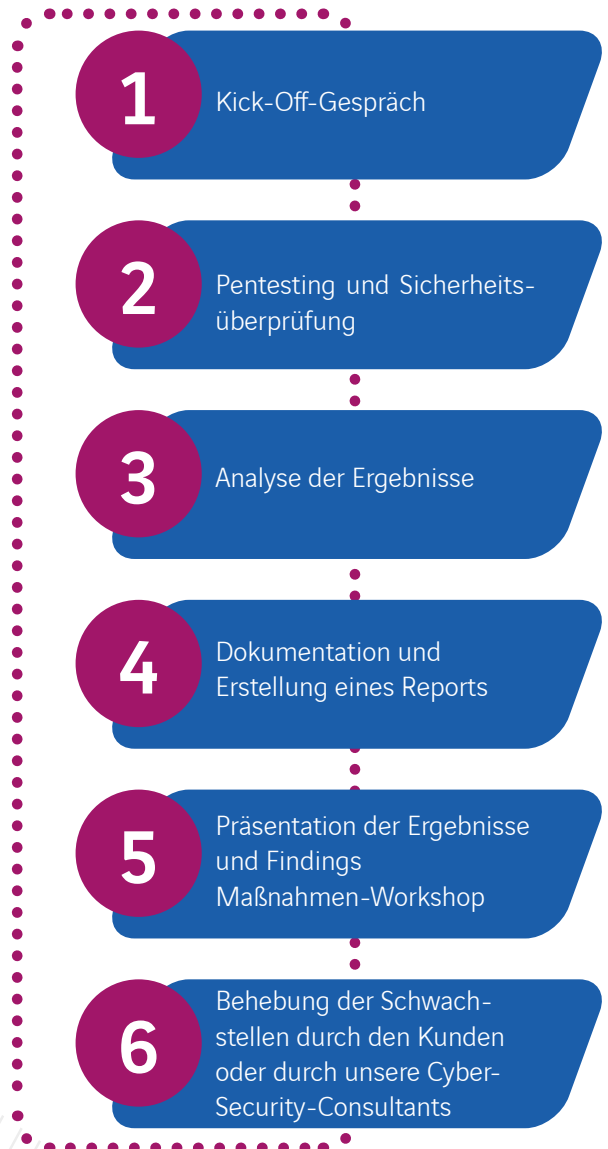 1
Kick-Off-Gespräch
2
Pentesting und Sicherheits-
überprüfung
3
Analyse der Ergebnisse
4
Dokumentation und
Erstellung eines Reports
5
Präsentation der Ergebnisse
und Findings
Maßnahmen-Workshop
6
Behebung der Schwach-
stellen durch den Kunden
oder durch unsere Cyber-
Security-Consultants